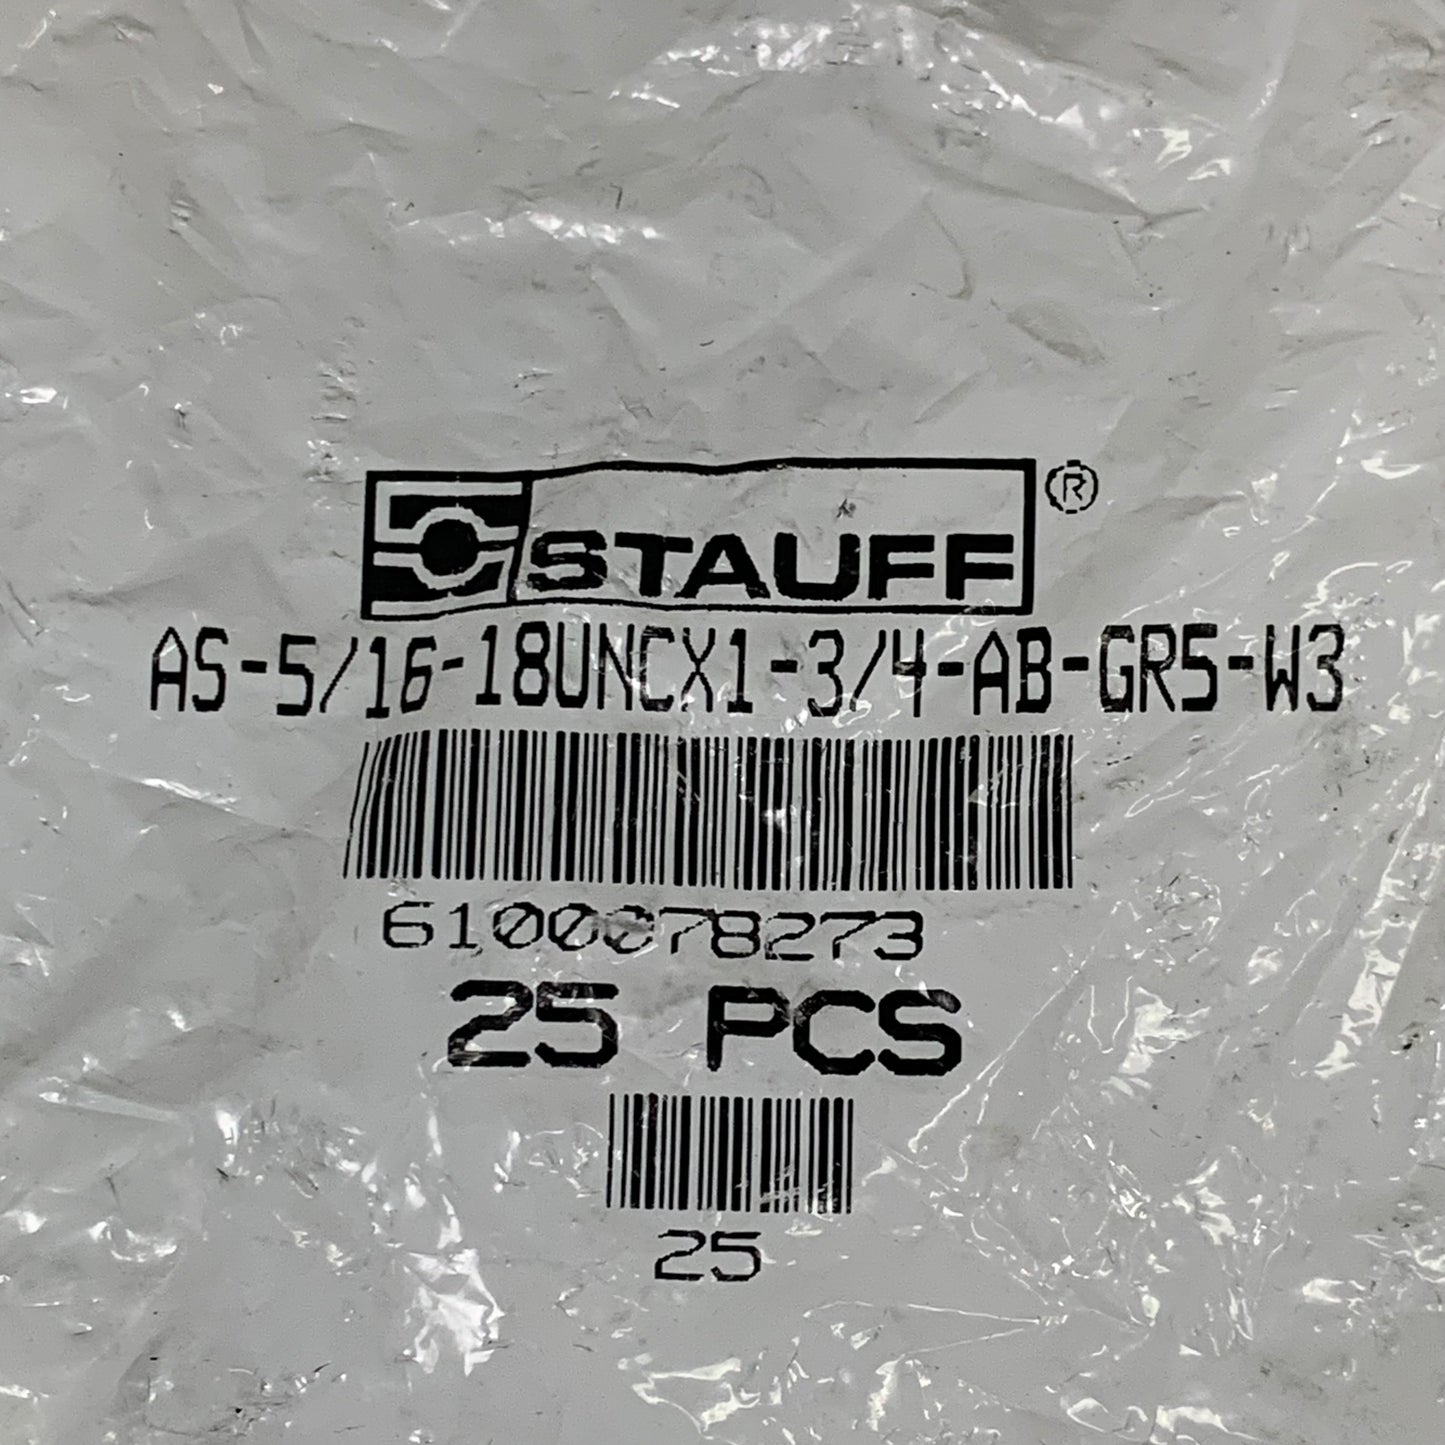 STAUFF®
AS-5/16-18UNCX1-3/4-AB-GR5-W3
6100078273
25 PCS
25